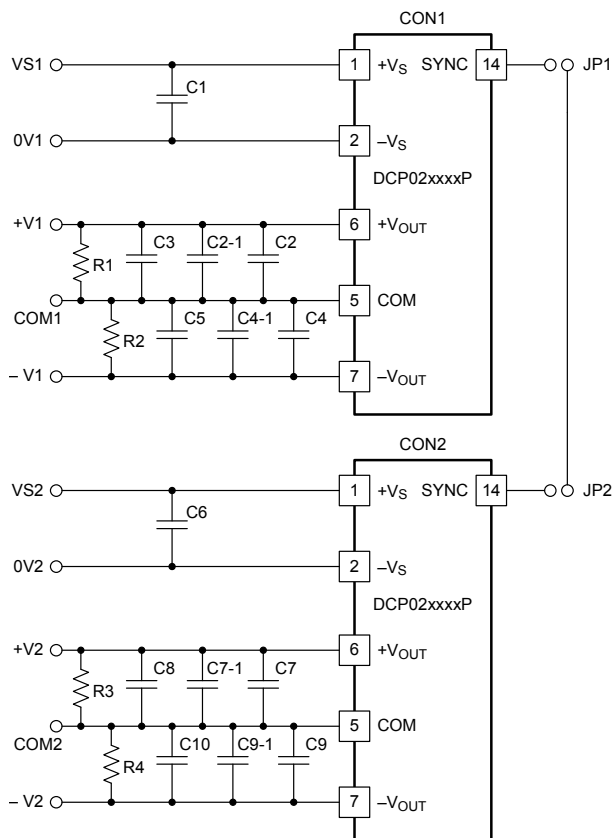 CON1
VS1
1
+VS
SYNC
14
JP1
C1
0V1
2
–VS
DCP02xxxxP
+V1
6
+VOUT
R1
C3
C2-1
C2
COM1
5
COM
R2
C5
C4-1
C4
– V1
7
–VOUT
CON2
VS2
1
+VS
SYNC
14
JP2
C6
0V2
2
–VS
DCP02xxxxP
+V2
6
+VOUT
R3
C8
C7-1
C7
COM2
5
COM
R4
C10
C9-1
C9
– V2
7
–VOUT